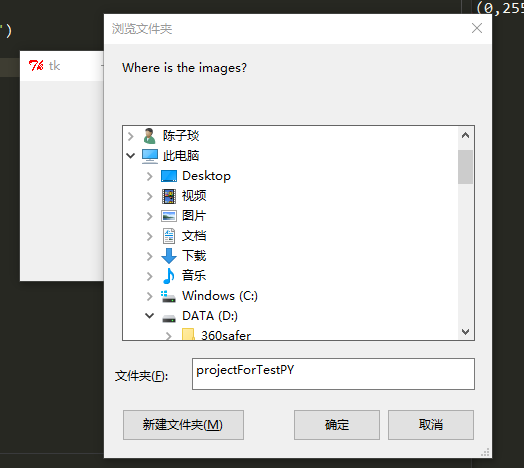 (0,255
浏览文件夹
")
tk
Where is the images?
陈子琰
此电脑
Desktop
视频
图片
文档
下载
音乐
Windows (C:)
DATA (D:)
360safer
文件夹(F):
projectForTestPY
新建文件夹(M)
确定
取消